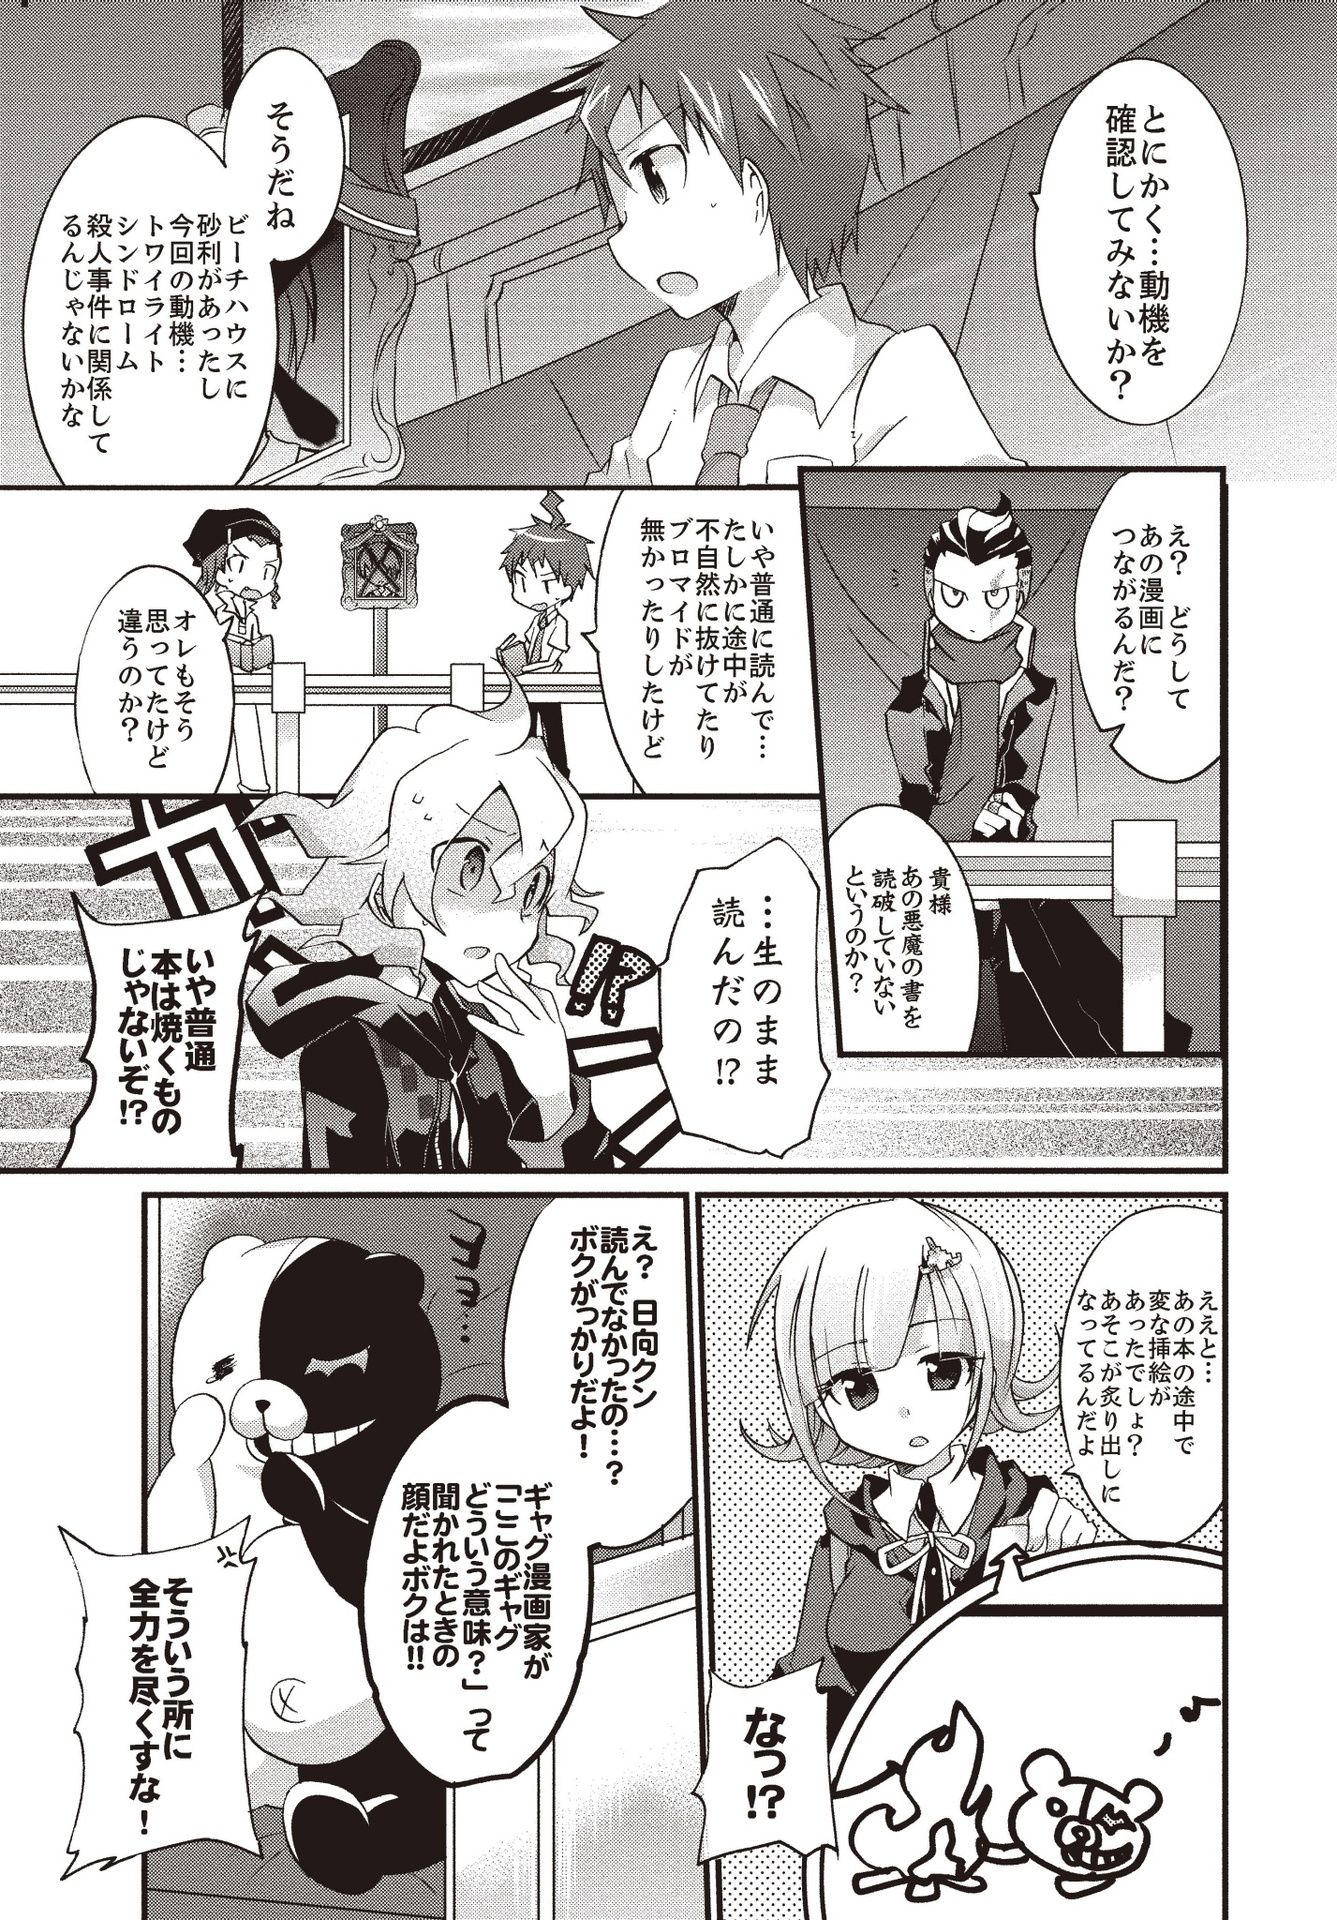 とにかく…動機を
確認してみないか？
そうだね
ビーチハウスに
砂利があったし
今回の動機…
トワイライト
シンドローム
殺人事件に関係して
るんじゃないかな
え？　どうして
あの漫画に
つながるんだ？
貴様
あの悪魔の書を
読破していない
というのか？
いや普通に読んで…
たしかに途中が
不自然に抜けてたり
ブロマイドが
無かったりしたけど
オレもそう
思ってたけど
違うのか？
…生のまま
読んだの!?
いや普通
本は焼くもの
じゃないぞ!?
ええと…
あの本の途中で
変な挿絵が
あったでしょ？
あそこが炙り出しに
なってるんだよ
なっ!?
え？　日向クン
読んでなかったの…？
ボクがっかりだよ！
ギャグ漫画家が
「ここのギャグ
どういう意味？」って
聞かれたときの
顔だよボクは!!
そういう所に
全力を尽くすな！